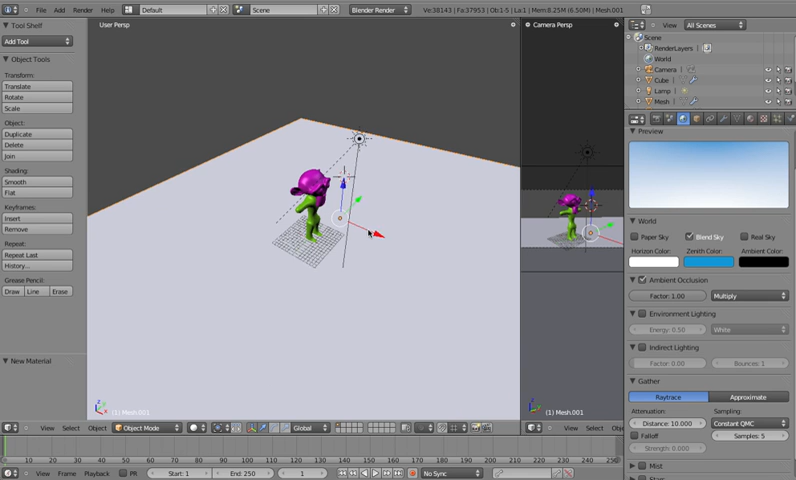 File Add Render Help Default Scene Blender Render Ve:38143 | Fa:37953 | Ob:1-5 | La:1 | Mem:8.25M (6.50M) | Mesh.001
Tool Shelf
Add Tool
Object Tools
Transform:
Translate
Rotate
Scale
Object:
Duplicate
Delete
Join
Shading:
Smooth
Flat
Keyframes:
Insert
Remove
Repeat:
Repeat Last
History...
Grease Pencil:
Draw Line Erase
New Material
User Persp
(1) Mesh.001
Camera Persp
(1) Mesh.001
View Select Object Object Mode Global
View Select Obje
View All Scenes
Scene
RenderLayers
World
Camera
Cube
Lamp
Mesh
Preview
World
Paper Sky Blend Sky Real Sky
Horizon Color: Zenith Color: Ambient Color:
Ambient Occlusion
Factor: 1.00 Multiply
Environment Lighting
Energy: 0.50 White
Indirect Lighting
Factor: 0.00 Bounces: 1
Gather
Raytrace Approximate
Attenuation Sampling:
Distance: 10.000 Constant QMC
Falloff Samples: 5
Strength: 0.000
Mist
Stars
0 10 20 30 40 50 60 70 80 90 100 110 120 130 140 150 160 170 180 190 200 210 220 230 240 250
View Frame Playback PR Start: 1 End: 250 1 No Sync